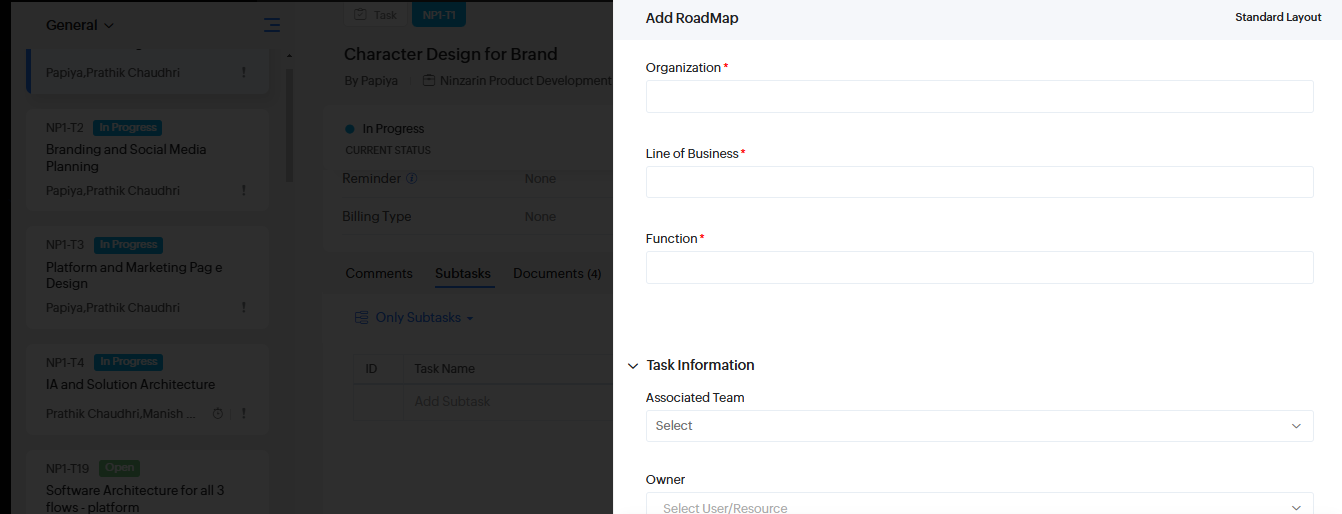 General
Papiya,Prathik Chaudhri
!
NP1-T2 In Progress
Branding and Social Media
Planning
Papiya,Prathik Chaudhri
!
NP1-T3 In Progress
Platform and Marketing Pag e
Design
Papiya,Prathik Chaudhri
!
NP1-T4 In Progress
IA and Solution Architecture
Prathik Chaudhri,Manish ...
!
NP1-T19 Open
Software Architecture for all 3
flows - platform
Task NP1-T1
Character Design for Brand
By Papiya Ninzarin Product Development
In Progress
CURRENT STATUS
Reminder None
Billing Type None
Comments Subtasks Documents (4)
Only Subtasks
ID Task Name
Add Subtask
Add RoadMap Standard Layout
Organization *
Line of Business *
Function *
Task Information
Associated Team
Select
Owner
Select User/Resource